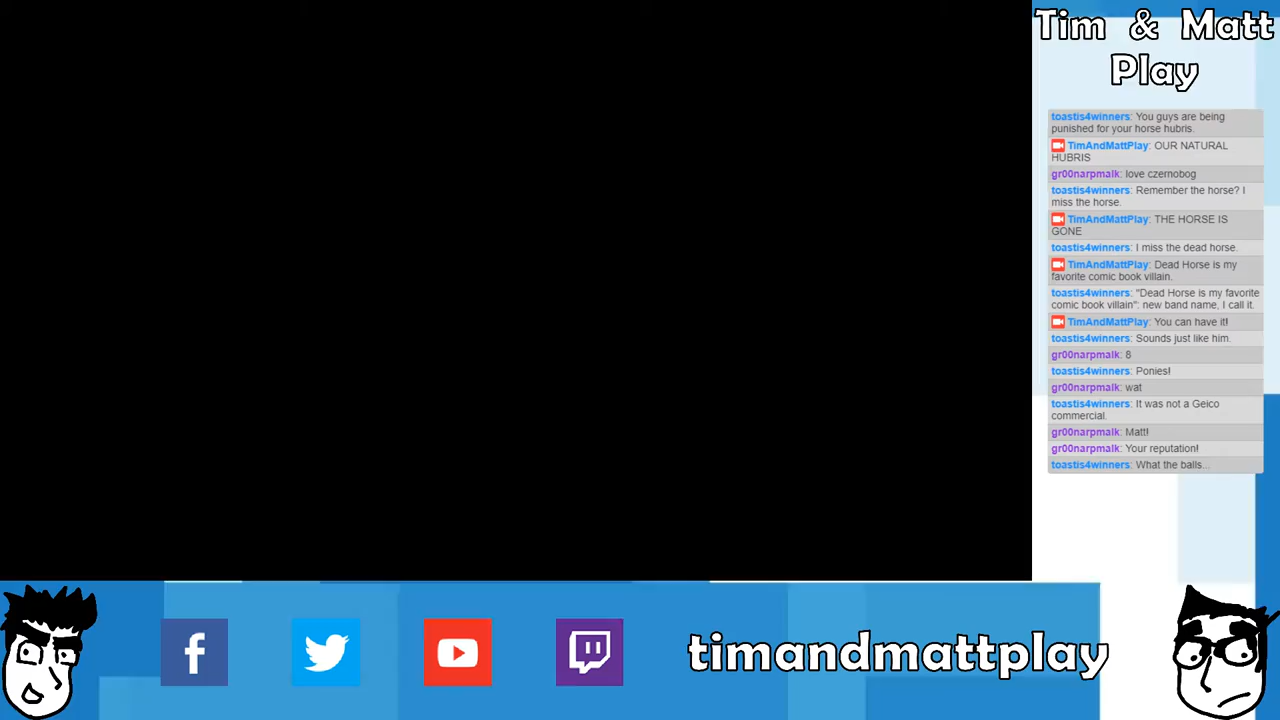 Tim & Matt
Play
toastis4winners: You guys are being
punished for your horse hubris.
TimAndMattPlay: OUR NATURAL
HUBRIS
gr00narpmalk: love czernobog
toastis4winners: Remember the horse? I
miss the horse.
TimAndMattPlay: THE HORSE IS
GONE
toastis4winners: I miss the dead horse.
TimAndMattPlay: Dead Horse is my
favorite comic book villain.
toastis4winners: "Dead Horse is my favorite
comic book villain": new band name, I call it.
TimAndMattPlay: You can have it!
toastis4winners: Sounds just like him.
gr00narpmalk: 8
toastis4winners: Ponies!
gr00narpmalk: wat
toastis4winners: It was not a Geico
commercial.
gr00narpmalk: Matt!
gr00narpmalk: Your reputation!
toastis4winners: What the balls...
timandmattplay